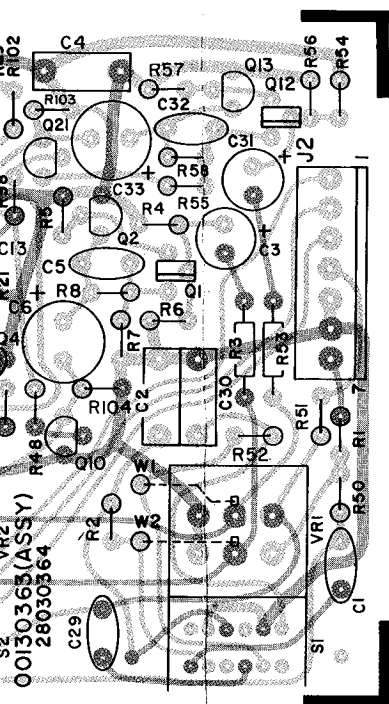 R102
C4
R57
Q13
Q12
R56
R54
R103
C32
Q21
C31
J2
1
R58
R55
C33
R5
R4
Q2
C3
C13
R21
C5
Q1
R8
C6
R7
R6
R3
R53
C2
C30
7
R104
R51
R1
R48
Q10
R52
W1
R2
W2
VR1
R50
VR2
00130365(ASSY)
28030364
C29
S1
C1
S2